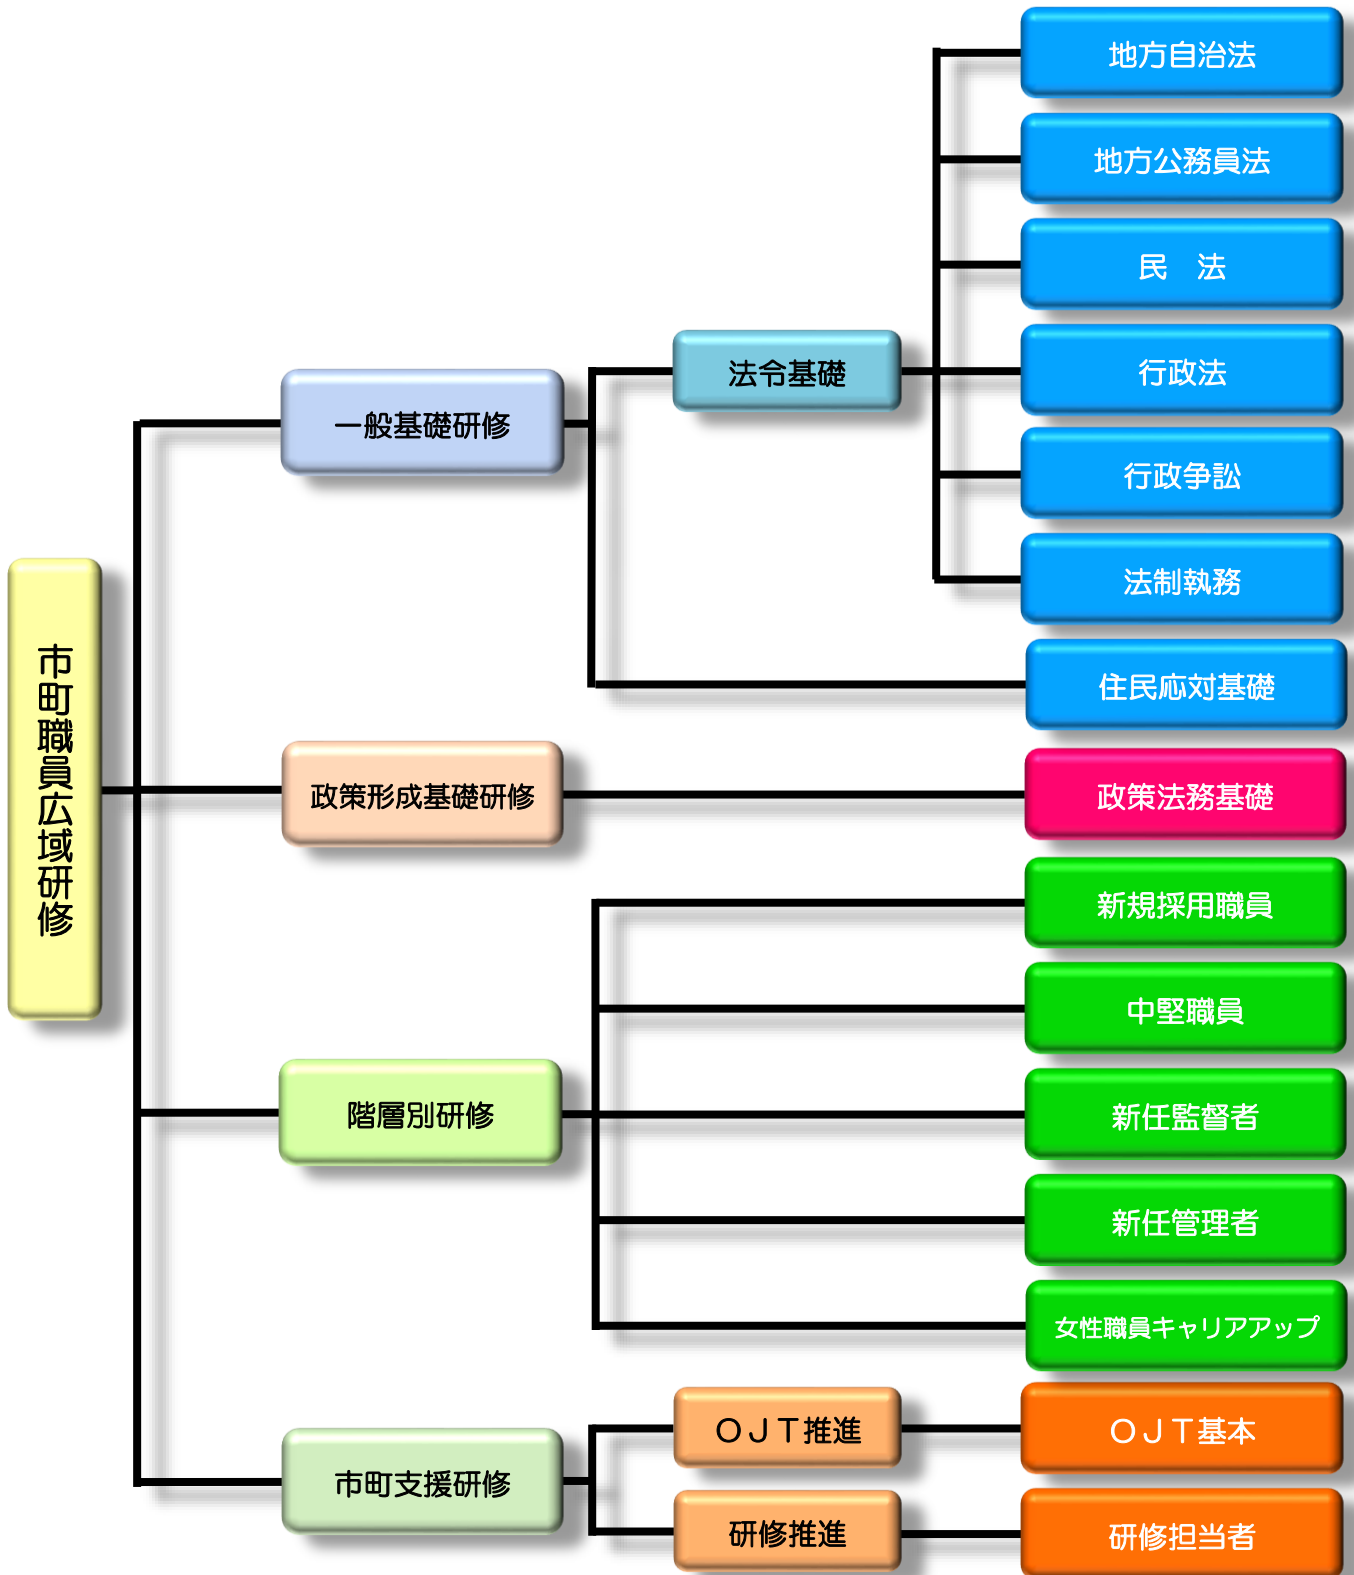 市町職員広域研修
一般基礎研修
法令基礎
地方自治法
地方公務員法
民　法
行政法
行政争訟
法制執務
住民応対基礎
政策形成基礎研修
政策法務基礎
階層別研修
新規採用職員
中堅職員
新任監督者
新任管理者
女性職員キャリアアップ
市町支援研修
ＯＪＴ推進
ＯＪＴ基本
研修推進
研修担当者